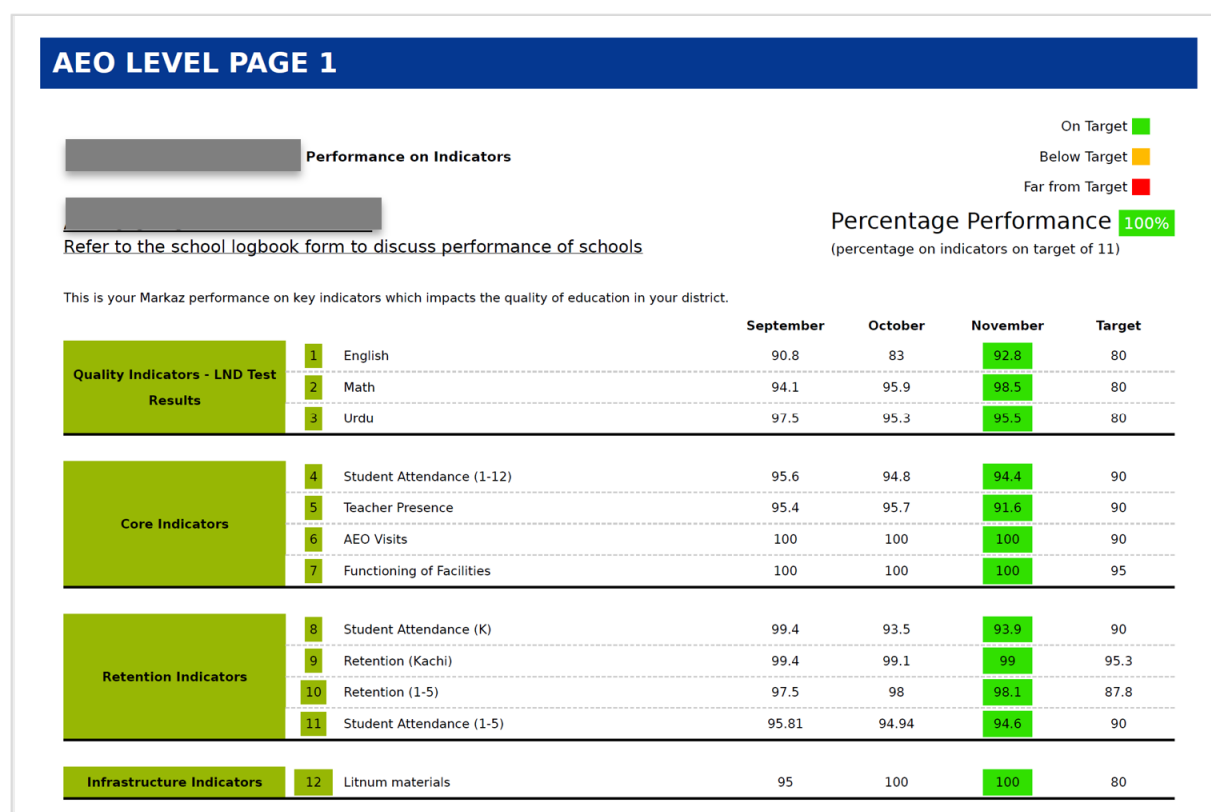 AEO LEVEL PAGE 1
On Target
Performance on Indicators
Below Target
Far from Target
Percentage Performance 100%
Refer to the school logbook form to discuss performance of schools
(percentage on indicators on target of 11)
This is your Markaz performance on key indicators which impacts the quality of education in your district.
September October November Target
Quality Indicators - LND Test
Results
1 English 90.8 83 92.8 80
2 Math 94.1 95.9 98.5 80
3 Urdu 97.5 95.3 95.5 80
Core Indicators
4 Student Attendance (1-12) 95.6 94.8 94.4 90
5 Teacher Presence 95.4 95.7 91.6 90
6 AEO Visits 100 100 100 90
7 Functioning of Facilities 100 100 100 95
Retention Indicators
8 Student Attendance (K) 99.4 93.5 93.9 90
9 Retention (Kachi) 99.4 99.1 99 95.3
10 Retention (1-5) 97.5 98 98.1 87.8
11 Student Attendance (1-5) 95.81 94.94 94.6 90
Infrastructure Indicators
12 Litnum materials 95 100 100 80